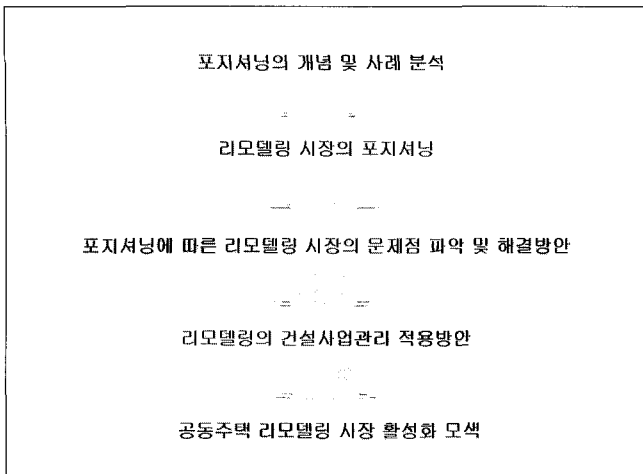 포지셔닝의 개념 및 사례 분석
리모델링 시장의 포지셔닝
포지셔닝에 따른 리모델링 시장의 문제점 파악 및 해결방안
리모델링의 건설사업관리 적용방안
공동주택 리모델링 시장 활성화 모색